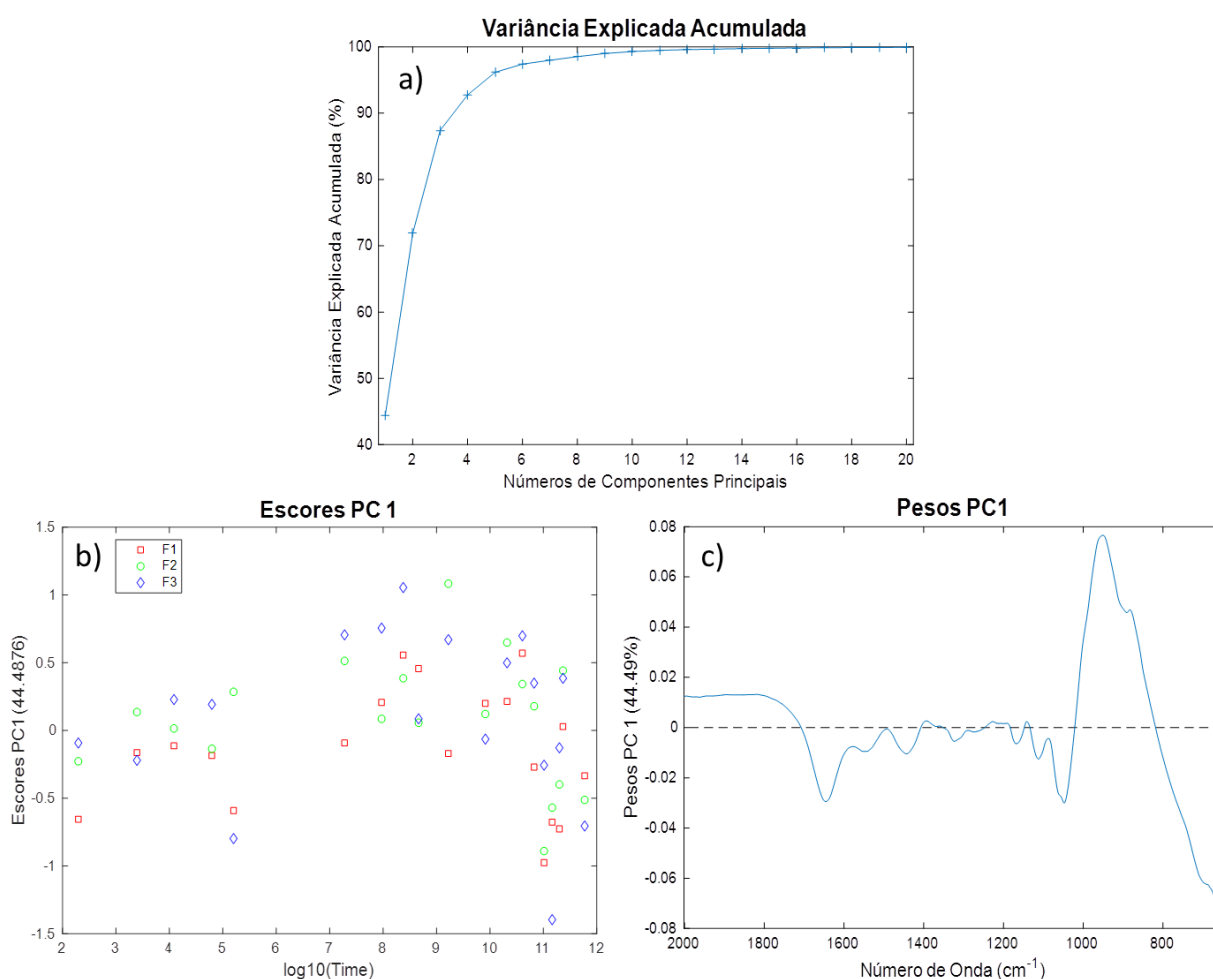 Variância Explicada Acumulada
a)
Variância Explicada Acumulada (%)
100
90
80
70
60
50
40
2 4 6 8 10 12 14 16 18 20
Números de Componentes Principais
Escores PC 1
b)
F1
F2
F3
Escores PC1 (44.4876)
1.5
1
0.5
0
-0.5
-1
-1.5
2 3 4 5 6 7 8 9 10 11 12
log10(Time)
Pesos PC1
c)
Pesos PC 1 (44.49%)
0.08
0.06
0.04
0.02
0
-0.02
-0.04
-0.06
-0.08
2000 1800 1600 1400 1200 1000 800
Número de Onda (cm⁻¹)